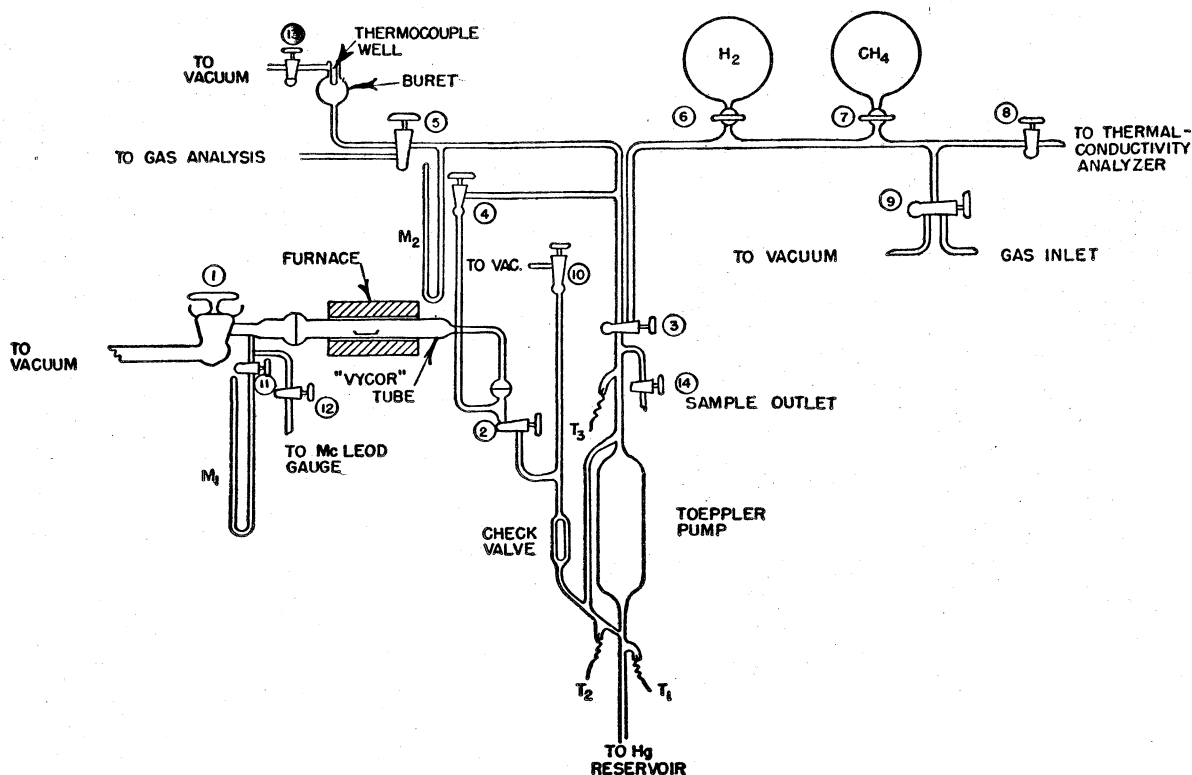 13
THERMOCOUPLE
WELL
TO
VACUUM
BURET
H2
CH4
5
6
7
8
TO THERMAL-
CONDUCTIVITY
ANALYZER
TO GAS ANALYSIS
4
9
M2
TO VACUUM
GAS INLET
FURNACE
TO VAC.
10
1
3
TO
VACUUM
"VYCOR"
TUBE
11
12
14
SAMPLE OUTLET
2
T3
TO McLEOD
GAUGE
M1
TOEPPLER
PUMP
CHECK
VALVE
T2
T1
TO Hg
RESERVOIR